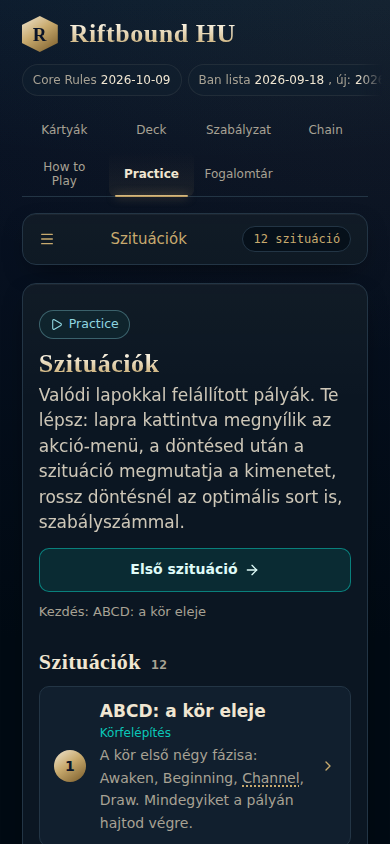 R Riftbound HU
Core Rules 2026-10-09 Ban lista 2026-09-18 , új: 202
Kártyák Deck Szabályzat Chain
How to Play Practice Fogalomtár
Szituációk 12 szituáció
Practice
Szituációk
Valódi lapokkal felállított pályák. Te
lépsz: lapra kattintva megnyílik az
akció-menü, a döntésed után a
szituáció megmutatja a kimenetet,
rossz döntésnél az optimális sort is,
szabályszámmal.
Első szituáció →
Kezdés: ABCD: a kör eleje
Szituációk 12
ABCD: a kör eleje
Körfelépítés
1
A kör első négy fázisa:
Awaken, Beginning, Channel,
Draw. Mindegyiket a pályán
hajtod végre.